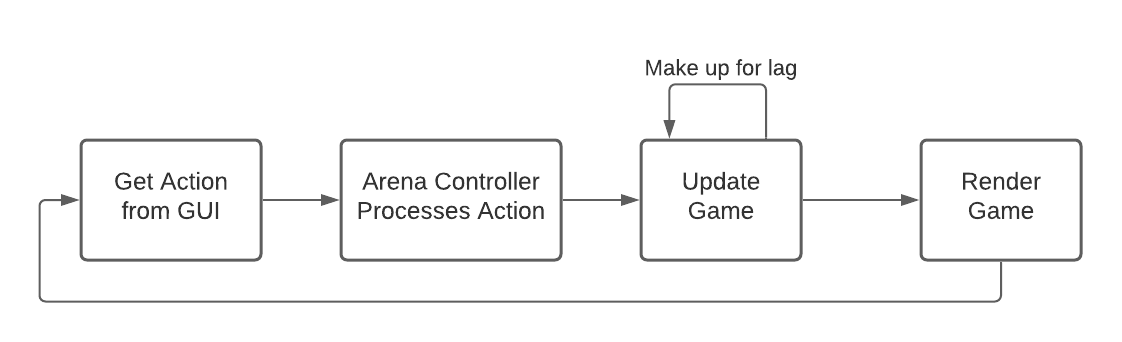 Make up for lag
Get Action
from GUI
Arena Controller
Processes Action
Update
Game
Render
Game